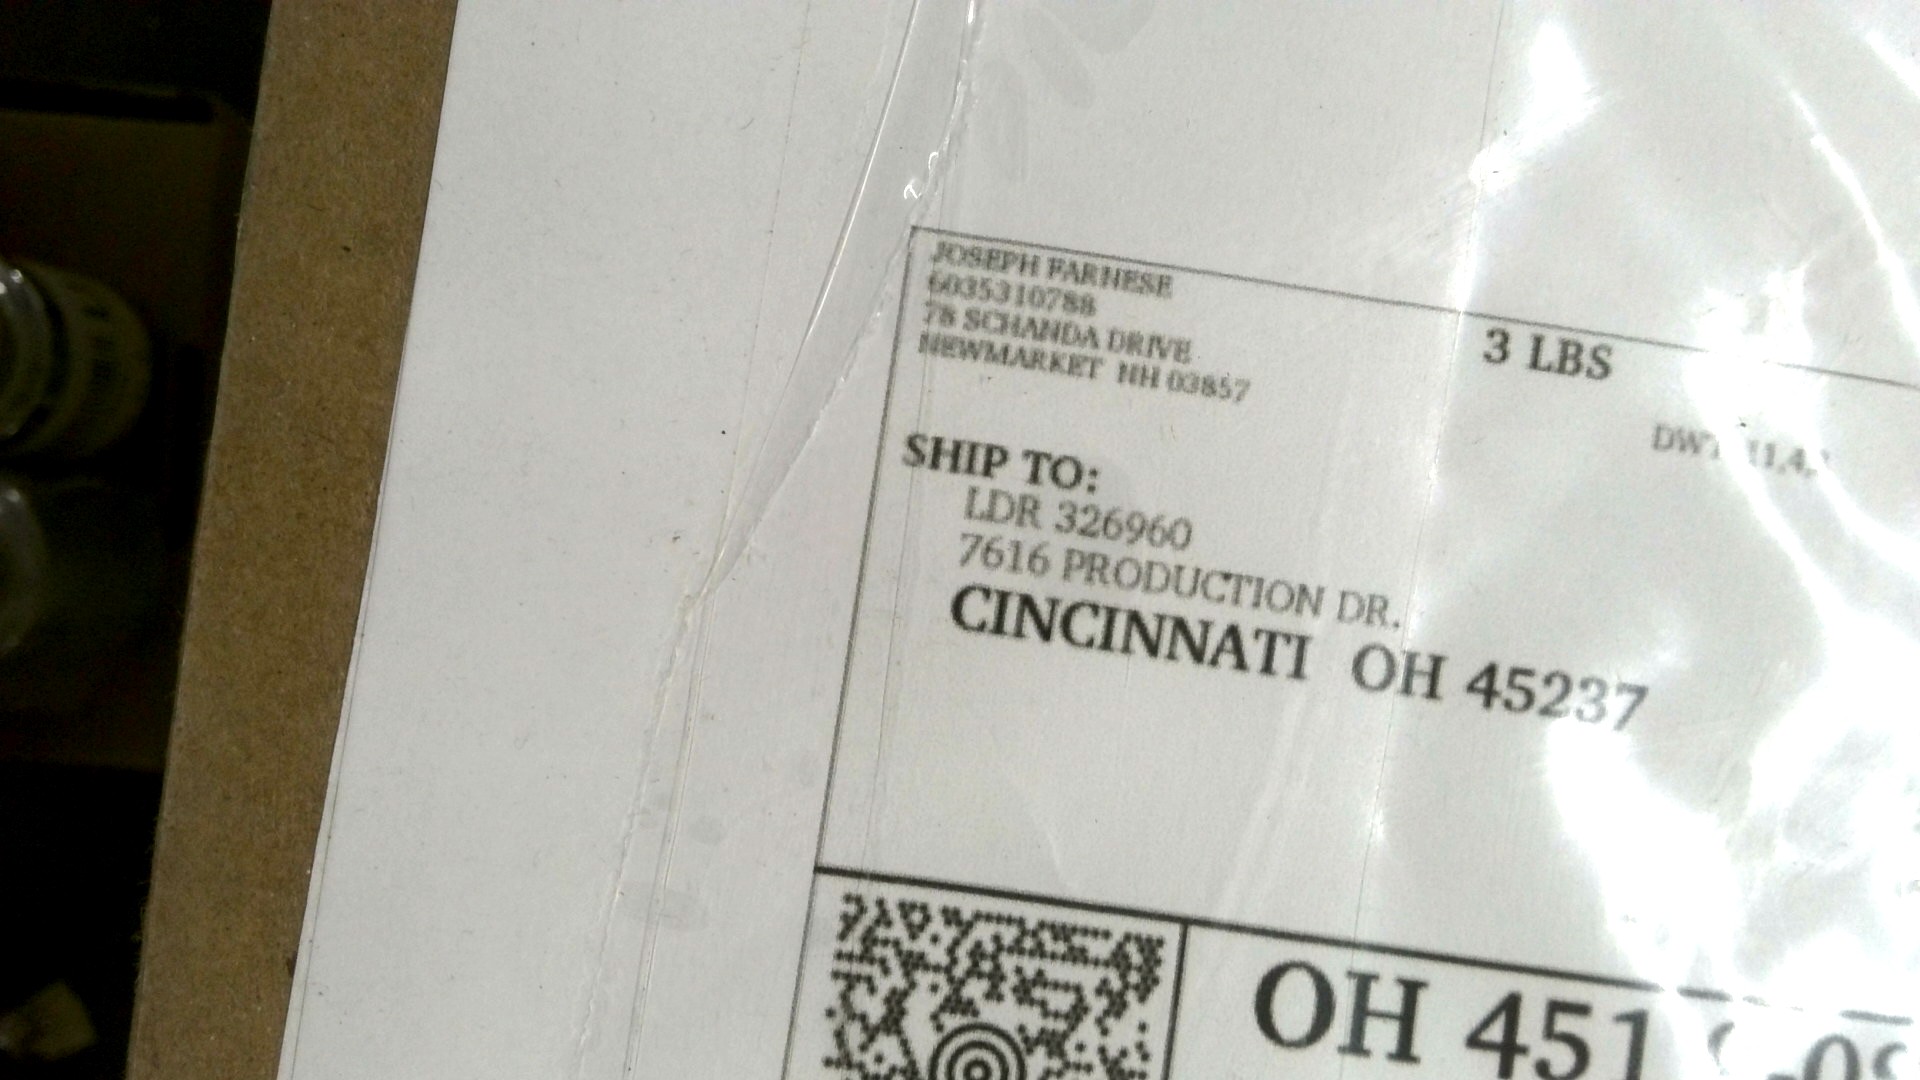 JOSEPH FARNESE
6035310788
78 SCHANDA DRIVE
NEWMARKET NH 03857
3 LBS
SHIP TO:
LDR 326960
7616 PRODUCTION DR.
CINCINNATI OH 45237
OH 451